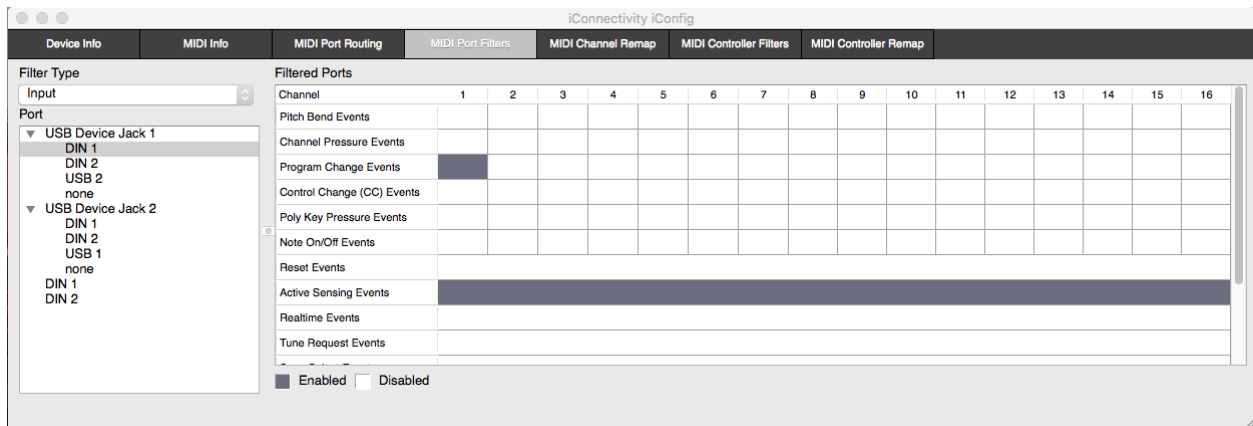 iConnectivity iConfig
Device Info MIDI Info MIDI Port Routing MIDI Port Filters MIDI Channel Remap MIDI Controller Filters MIDI Controller Remap
Filter Type
Input
Port
USB Device Jack 1
DIN 1
DIN 2
USB 2
none
USB Device Jack 2
DIN 1
DIN 2
USB 1
none
DIN 1
DIN 2
Filtered Ports
Channel 1 2 3 4 5 6 7 8 9 10 11 12 13 14 15 16
Pitch Bend Events
Channel Pressure Events
Program Change Events
Control Change (CC) Events
Poly Key Pressure Events
Note On/Off Events
Reset Events
Active Sensing Events
Realtime Events
Tune Request Events
Enabled Disabled